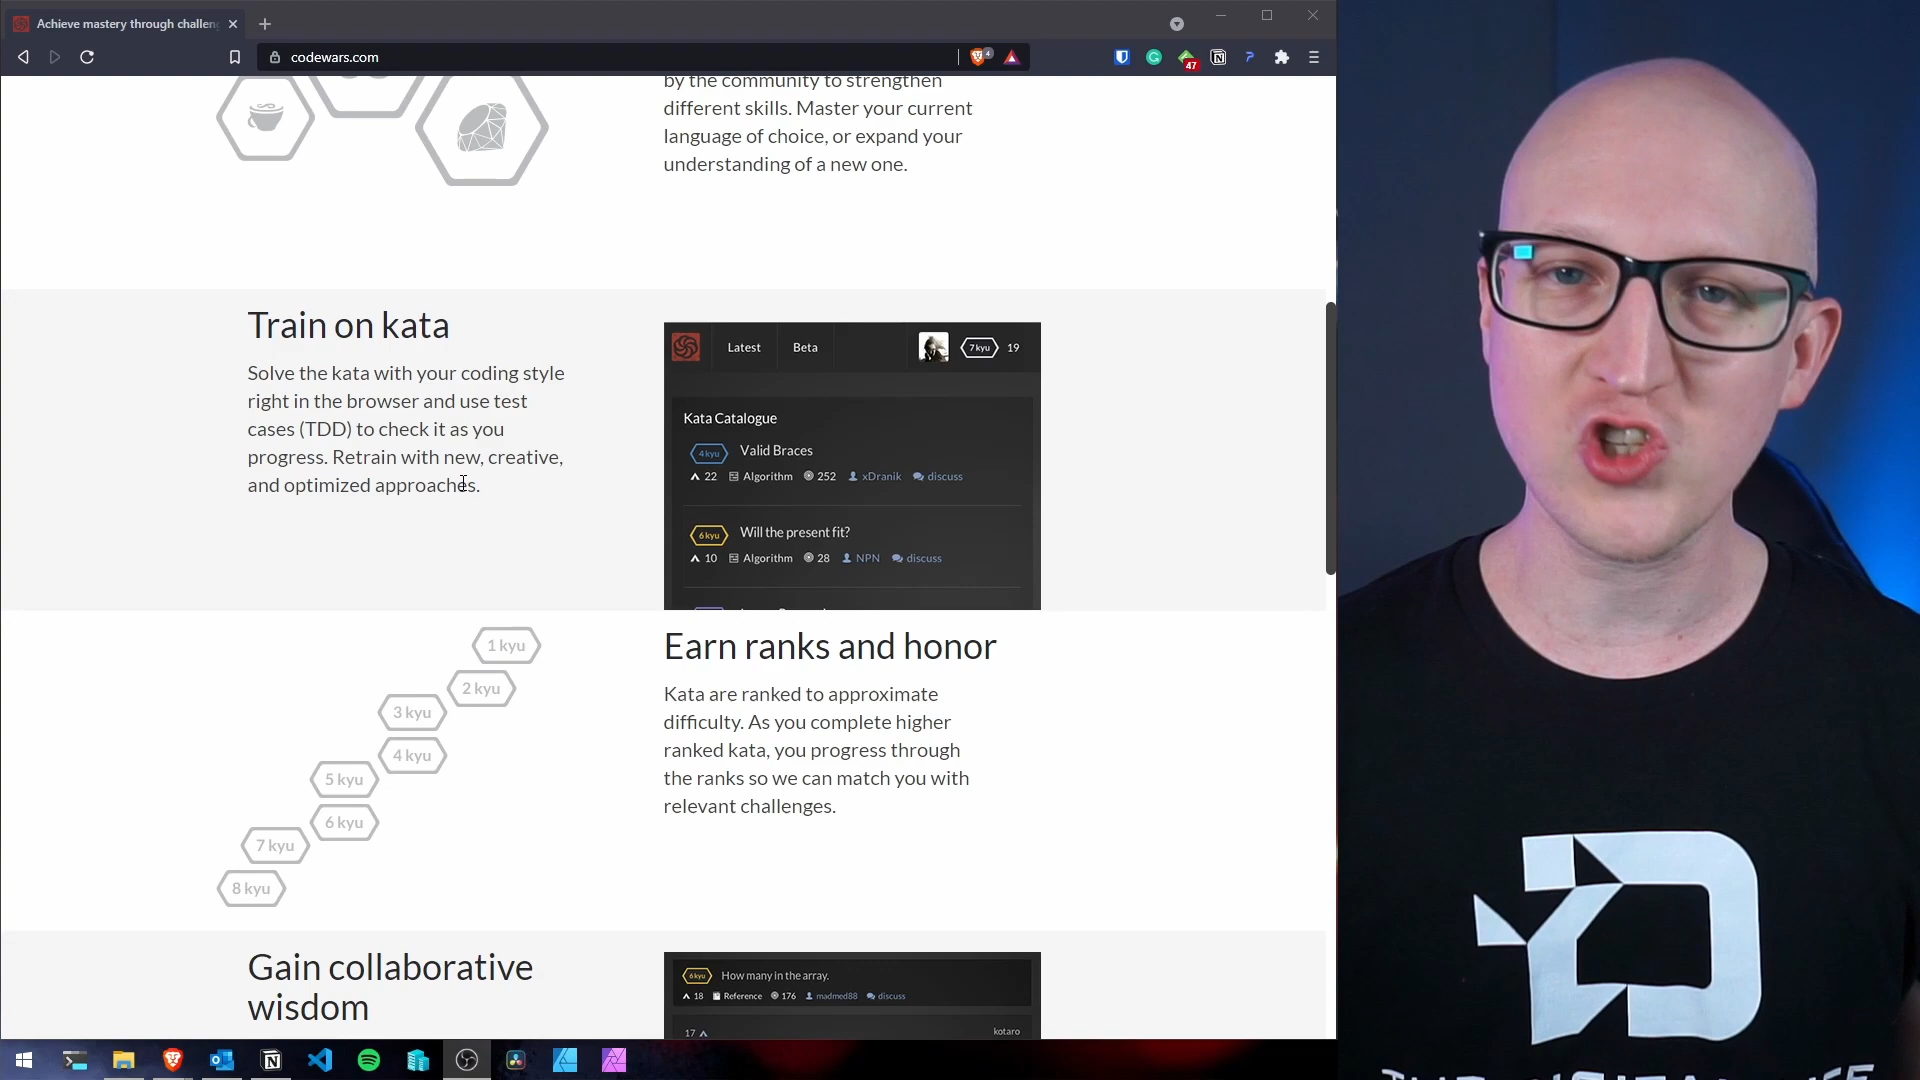 Achieve mastery through challen
codewars.com
4
47
by the community to strengthen
different skills. Master your current
language of choice, or expand your
understanding of a new one.
Train on kata
Solve the kata with your coding style
right in the browser and use test
cases (TDD) to check it as you
progress. Retrain with new, creative,
and optimized approaches.
Latest Beta 7 kyu 19
Kata Catalogue
4 kyu Valid Braces
22 Algorithm 252 xDranik discuss
6 kyu Will the present fit?
10 Algorithm 28 NPN discuss
1 kyu
2 kyu
3 kyu
4 kyu
5 kyu
6 kyu
7 kyu
8 kyu
Earn ranks and honor
Kata are ranked to approximate
difficulty. As you complete higher
ranked kata, you progress through
the ranks so we can match you with
relevant challenges.
Gain collaborative
wisdom
6 kyu How many in the array.
18 Reference 176 madmed88 discuss
17 kotaro